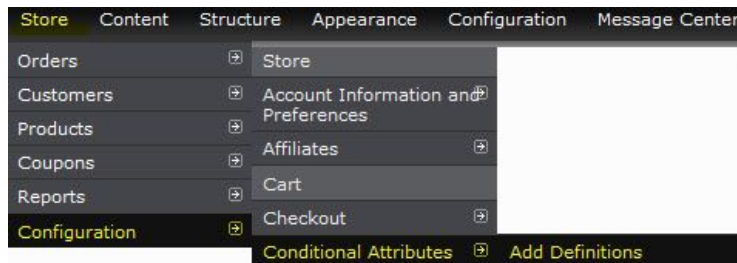 Store Content Structure Appearance Configuration Message Center
Orders
Customers
Products
Coupons
Reports
Configuration
Store
Account Information and
Preferences
Affiliates
Cart
Checkout
Conditional Attributes
Add Definitions